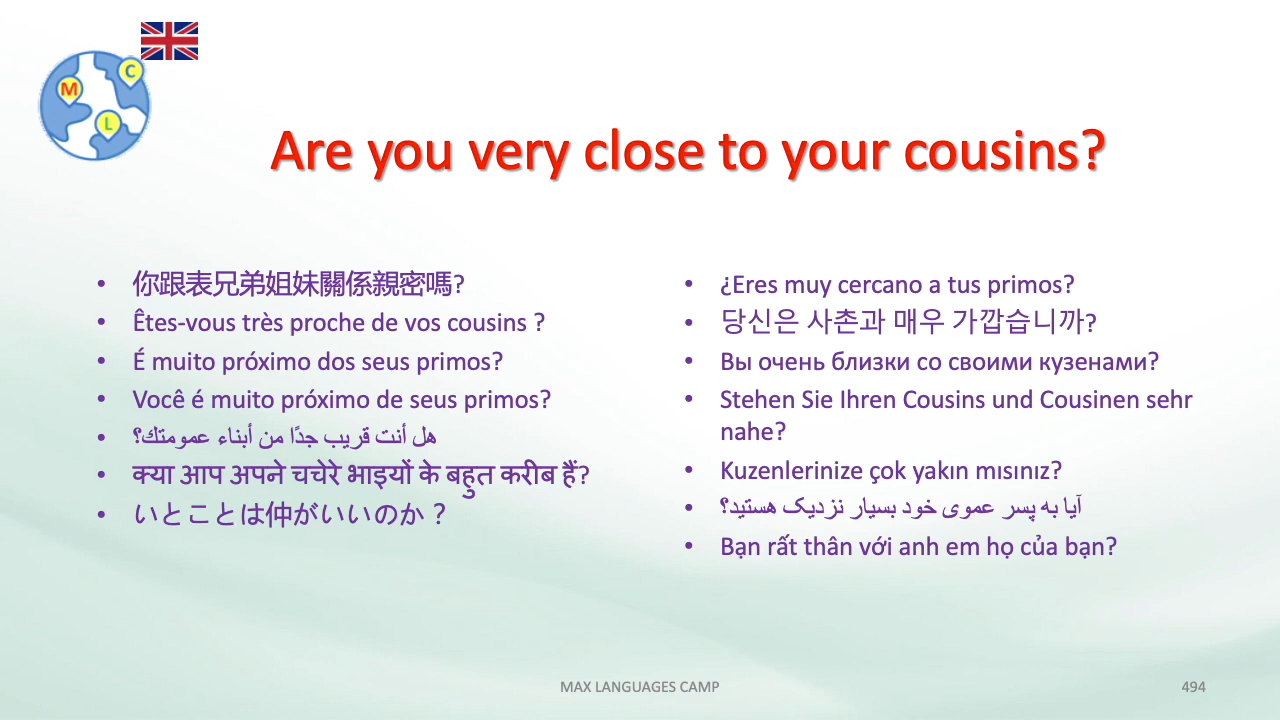 M
C
L
Are you very close to your cousins?
• 你跟表兄弟姐妹關係親密嗎?
• Êtes-vous très proche de vos cousins ?
• É muito próximo dos seus primos?
• Você é muito próximo de seus primos?
• هل أنت قريب جدًا من أبناء عمومتك؟
• क्या आप अपने चचेरे भाइयों के बहुत करीब हैं?
• いとことは仲がいいのか？
• ¿Eres muy cercano a tus primos?
• 당신은 사촌과 매우 가깝습니까?
• Вы очень близки со своими кузенами?
• Stehen Sie Ihren Cousins und Cousinen sehr
nahe?
• Kuzenlerinize çok yakın mısınız?
• آیا به پسر عموی خود بسیار نزدیک هستید؟
• Bạn rất thân với anh em họ của bạn?
MAX LANGUAGES CAMP
494